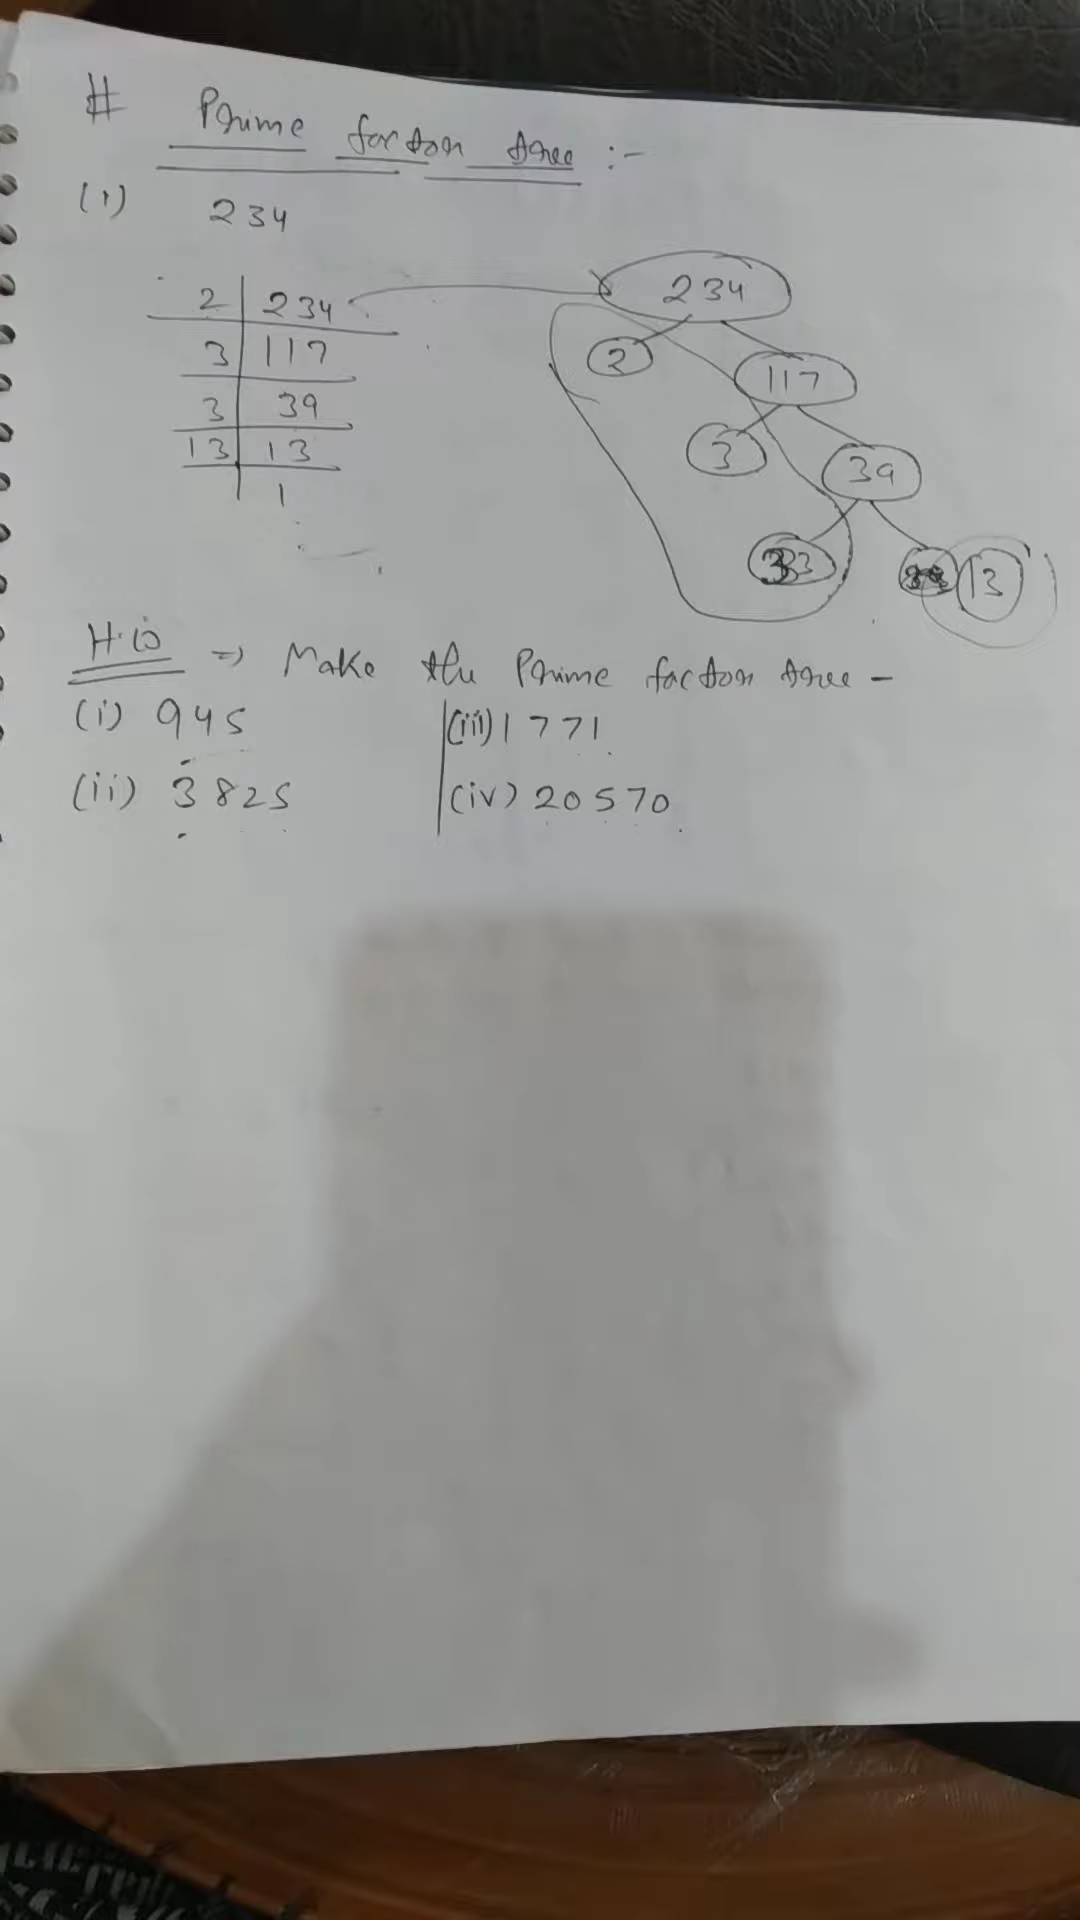 # Prime factor tree :-
(1) 234
2 | 234
3 | 117
3 | 39
13 | 13
1
234
2 117
3 39
3 13
H.W => Make the Prime factor tree -
(i) 945 (iii) 1771
(ii) 3825 (iv) 20570